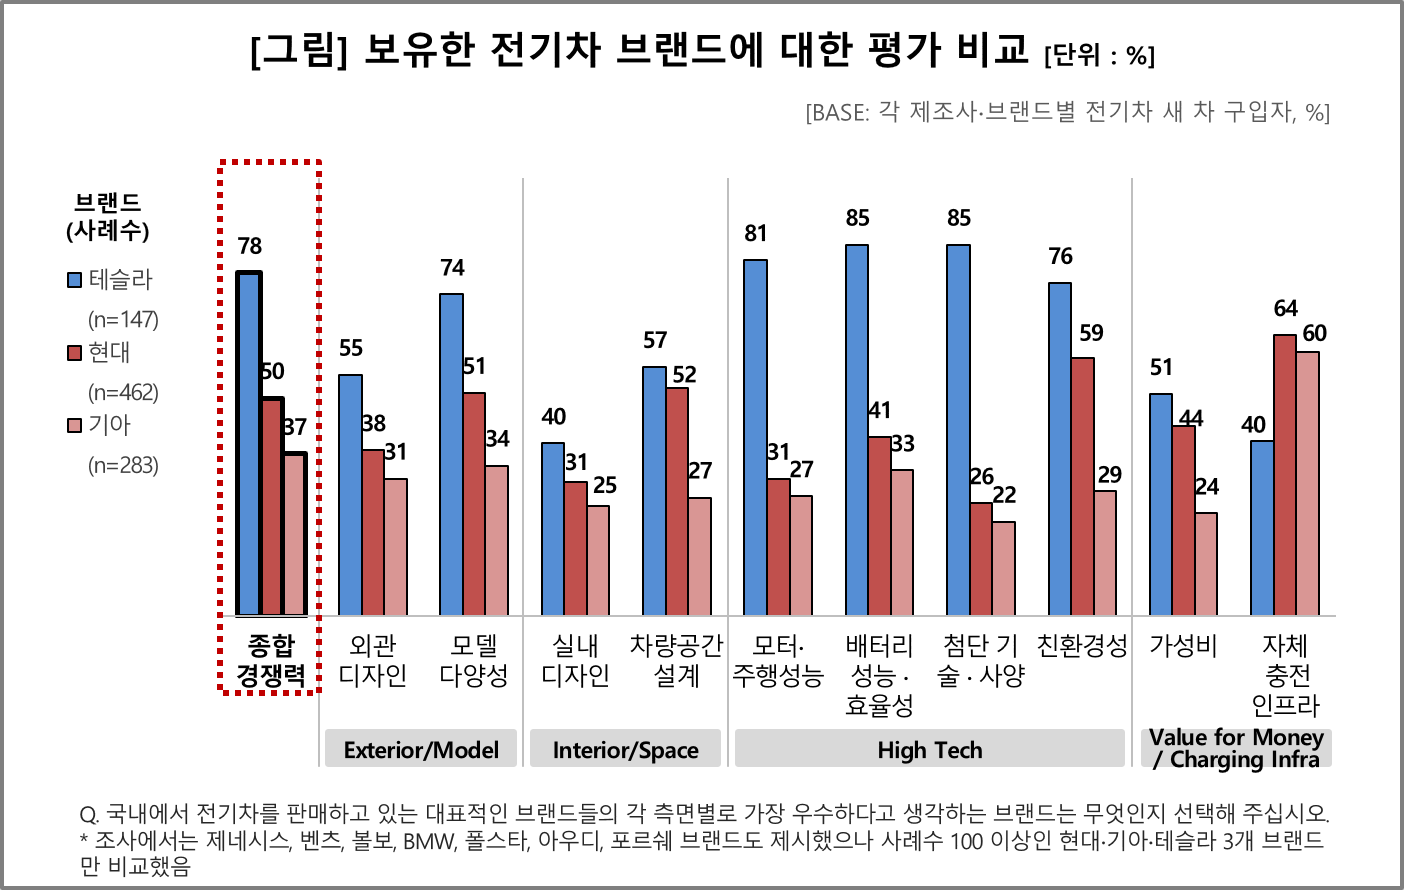 [그림] 보유한 전기차 브랜드에 대한 평가 비교 [단위 : %]
[BASE: 각 제조사·브랜드별 전기차 새 차 구입자, %]
브랜드
(사례수)
테슬라
(n=147)
현대
(n=462)
기아
(n=283)
78 50 37
55 38 31
74 51 34
40 31 25
57 52 27
81 31 27
85 41 33
85 26 22
76 59 29
51 44 24
40 64 60
종합
경쟁력
외관
디자인
모델
다양성
실내
디자인
차량공간
설계
모터·
주행성능
배터리
성능 ·
효율성
첨단 기
술 · 사양
친환경성
가성비
자체
충전
인프라
Exterior/Model
Interior/Space
High Tech
Value for Money
/ Charging Infra
Q. 국내에서 전기차를 판매하고 있는 대표적인 브랜드들의 각 측면별로 가장 우수하다고 생각하는 브랜드는 무엇인지 선택해 주십시오.
* 조사에서는 제네시스, 벤츠, 볼보, BMW, 폴스타, 아우디, 포르쉐 브랜드도 제시했으나 사례수 100 이상인 현대·기아·테슬라 3개 브랜드
만 비교했음